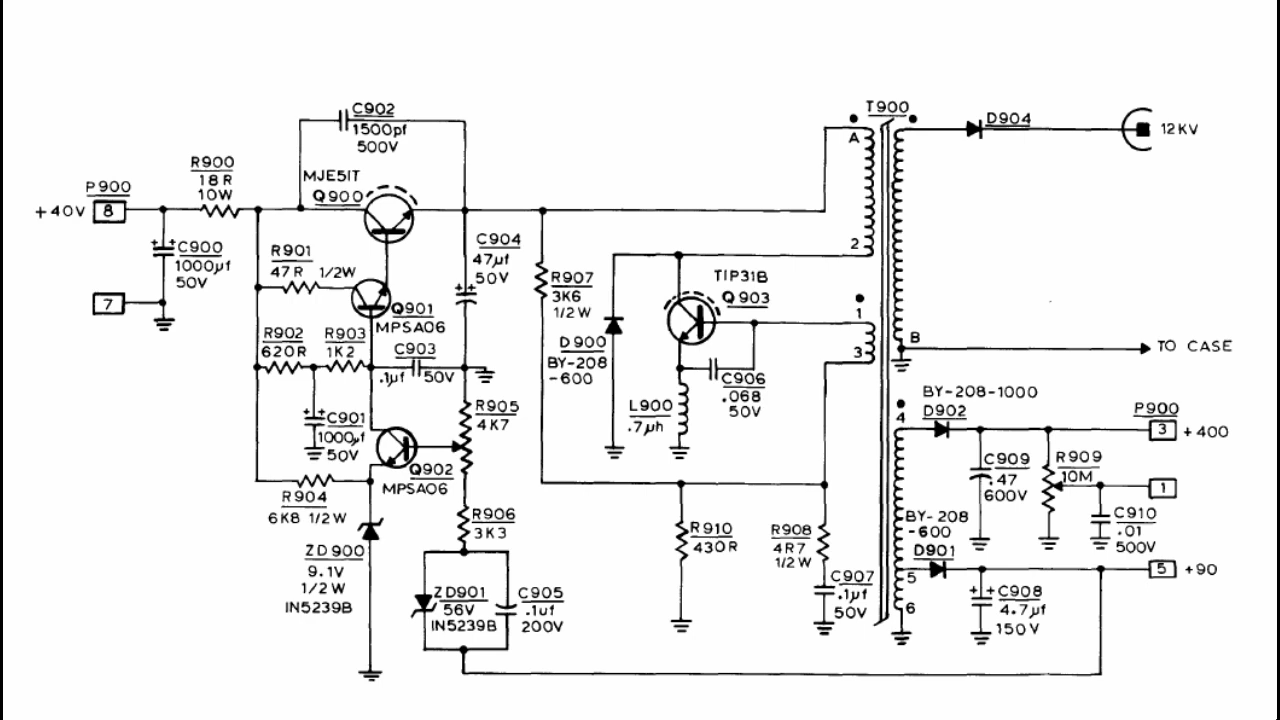 P900
8
+40V
7
C900
1000µf
50V
R900
18R
10W
C902
1500pf
500V
MJE51T
Q900
R901
47R 1/2W
Q901
MPSA06
R902
620R
R903
1K2
C903
.1µf 50V
C901
1000µf
50V
C904
47µf
50V
R905
4K7
Q902
MPSA06
R904
6K8 1/2W
ZD900
9.1V
1/2W
IN5239B
R906
3K3
ZD901
56V
IN5239B
C905
.1uf
200V
R907
3K6
1/2W
D900
BY-208
-600
TIP31B
Q903
C906
.068
50V
L900
.7µh
R910
430R
R908
4R7
1/2W
C907
.1µf
50V
T900
A
2
1
3
B
4
5
6
D904
12KV
TO CASE
BY-208-1000
D902
P900
3
+400
C909
.47
600V
R909
10M
1
C910
.01
500V
BY-208
-600
D901
5
+90
C908
4.7µf
150V